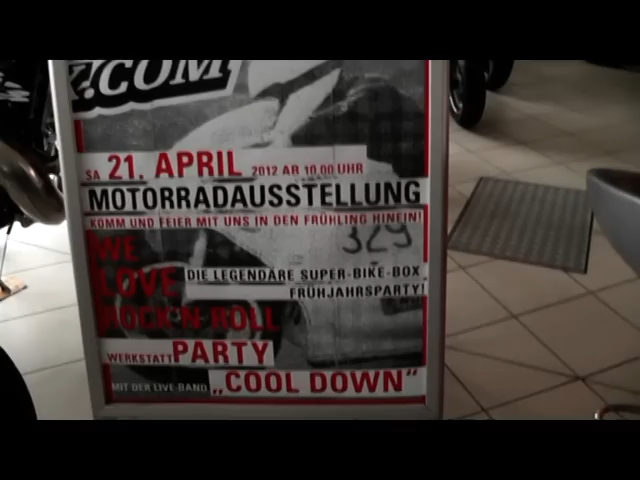 X.COM
SA 21. APRIL 2012 AB 10.00 UHR
MOTORRADAUSSTELLUNG
KOMM UND FEIER MIT UNS IN DEN FRÜHLING HINEIN!
WE
LOVE
ROCK'N ROLL
DIE LEGENDÄRE SUPER-BIKE-BOX
FRÜHJAHRSPARTY!
WERKSTATT PARTY
MIT DER LIVE-BAND „COOL DOWN“